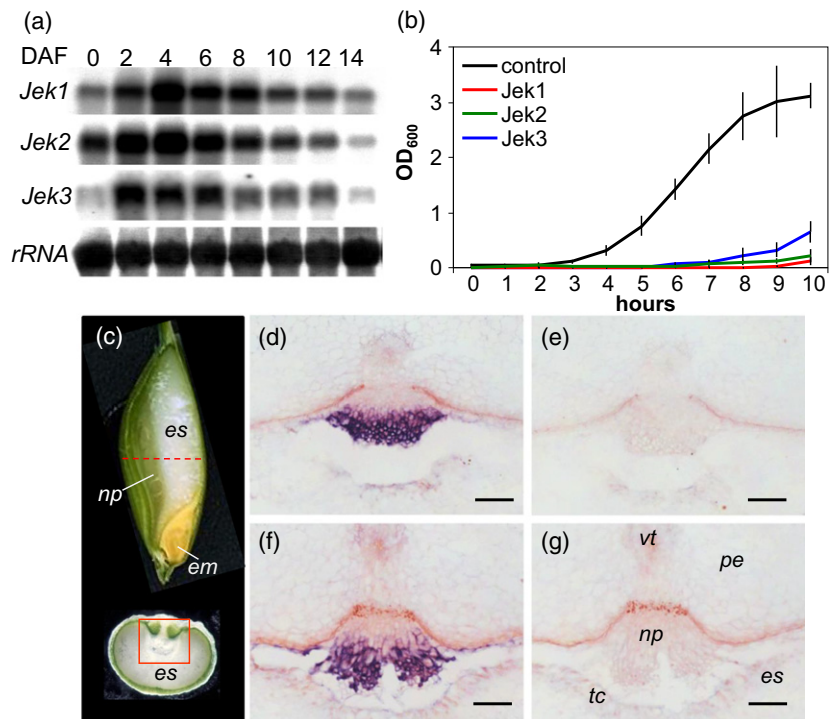 (a)
DAF 0 2 4 6 8 10 12 14
Jek1
Jek2
Jek3
rRNA
(b)
4
3
2
1
0
OD600
control
Jek1
Jek2
Jek3
0 1 2 3 4 5 6 7 8 9 10
hours
(c)
es
np
em
es
(d)
(e)
(f)
(g)
vt
pe
np
es
tc